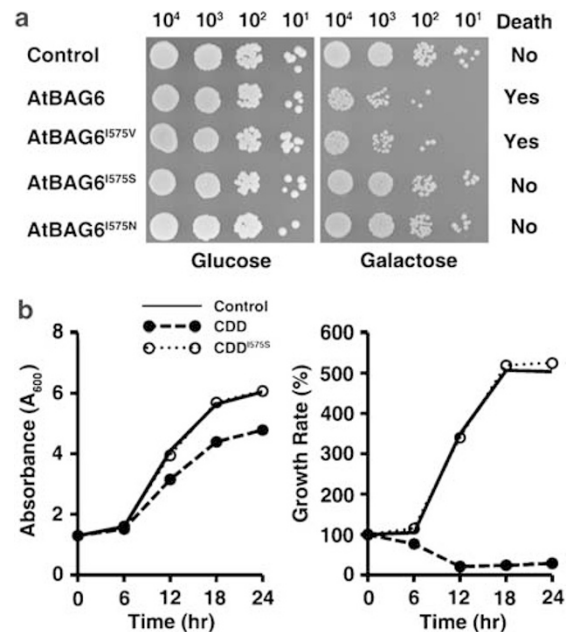 a 10⁴ 10³ 10² 10¹ 10⁴ 10³ 10² 10¹ Death
Control No
AtBAG6 Yes
AtBAG6^I575V Yes
AtBAG6^I575S No
AtBAG6^I575N No
Glucose Galactose
b
Control
CDD
CDD^I575S
Absorbance (A₆₀₀)
8
6
4
2
0
0 6 12 18 24
Time (hr)
Growth Rate (%)
600
500
400
300
200
100
0
0 6 12 18 24
Time (hr)